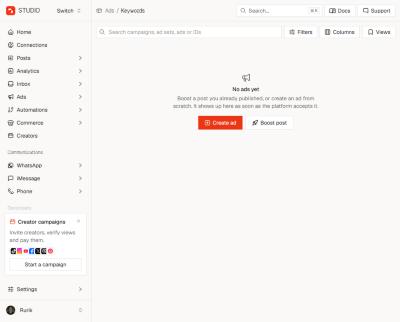 STUDIO
Switch
Ads / Keywords
Search...
⌘K
Docs
Support
Home
Connections
Posts
Analytics
Inbox
Ads
Automations
Commerce
Creators
Communications
WhatsApp
iMessage
Phone
Developers
Creator campaigns
×
Invite creators, verify views
and pay them.
Start a campaign
Settings
Rurik
Search campaigns, ad sets, ads or IDs
Filters
Columns
Views
No ads yet
Boost a post you already published, or create an ad from
scratch. It shows up here as soon as the platform accepts it.
Create ad
Boost post